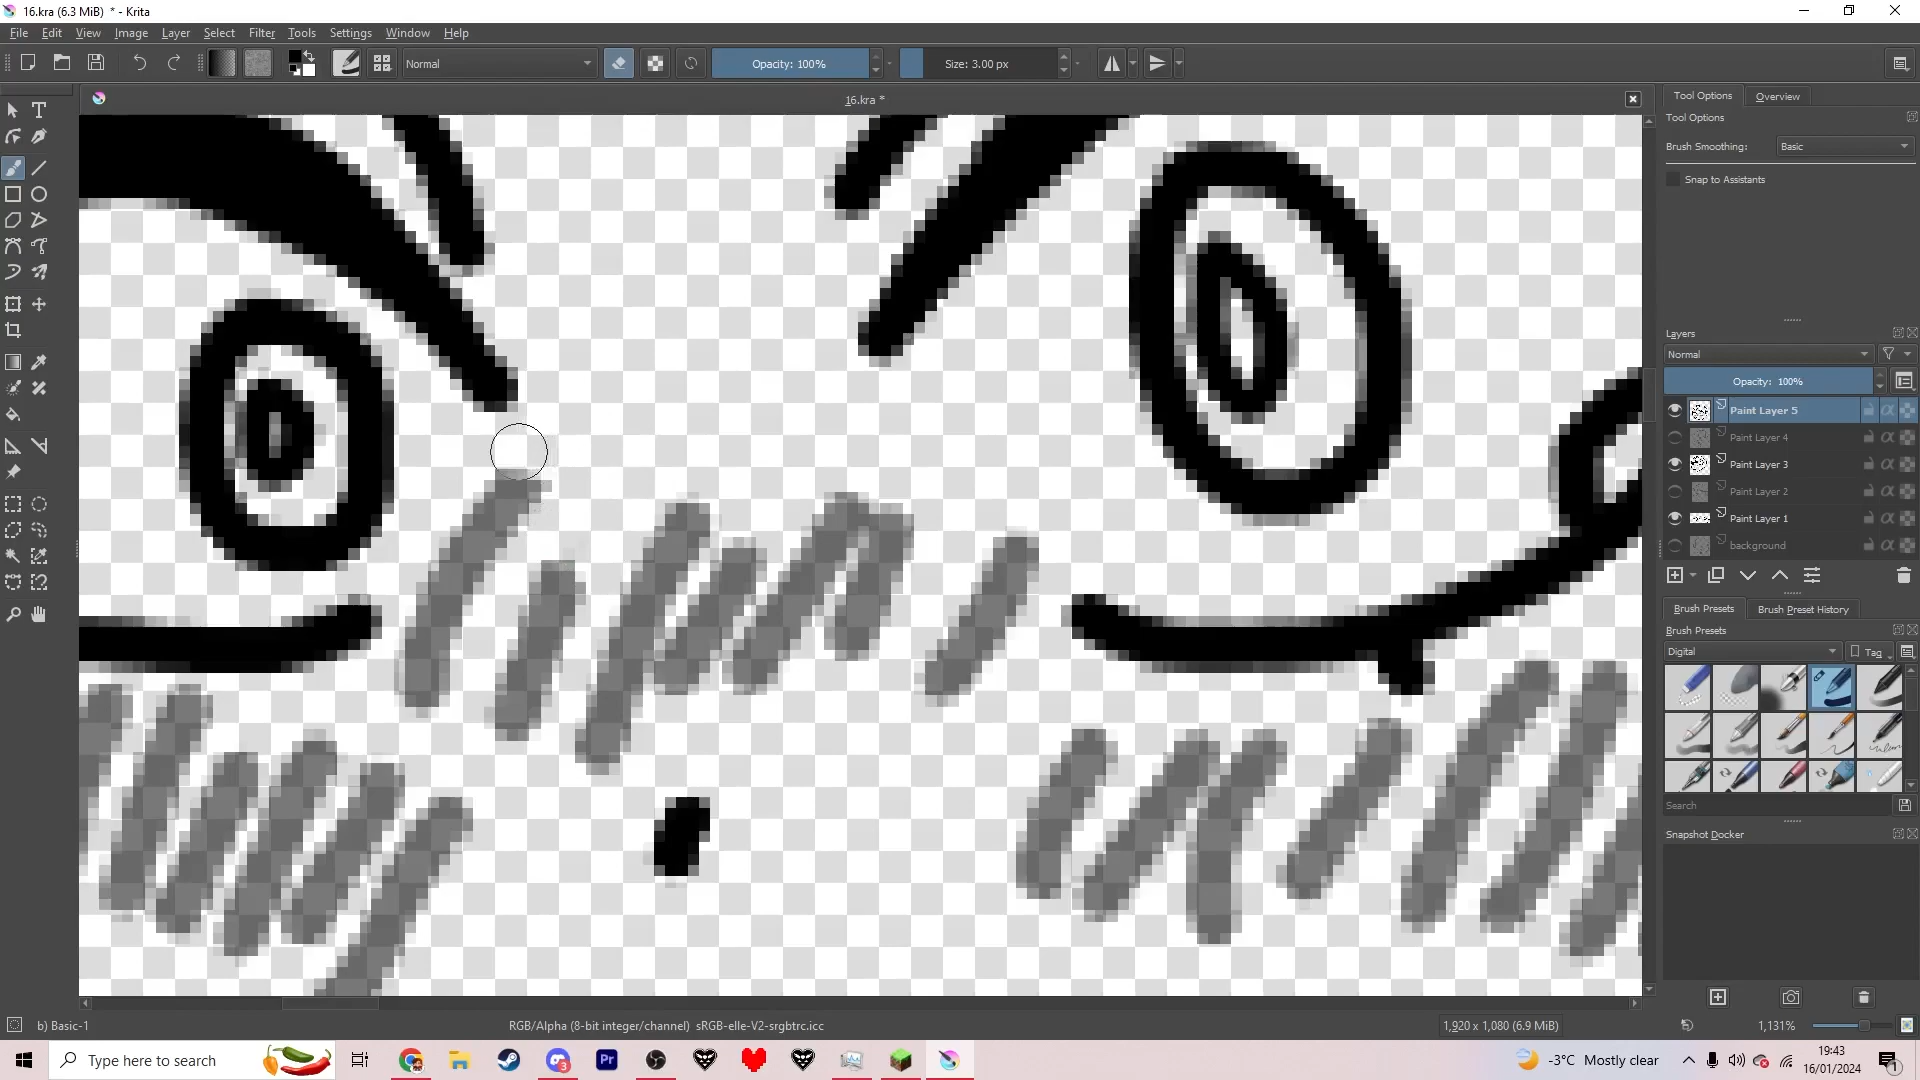 16.kra (6.3 MiB) * - Krita
File Edit View Image Layer Select Filter Tools Settings Window Help
Normal
Opacity: 100%
Size: 3.00 px
16.kra *
Tool Options Overview
Tool Options
Brush Smoothing: Basic
Snap to Assistants
Layers
Normal
Opacity: 100%
Paint Layer 5
Paint Layer 4
Paint Layer 3
Paint Layer 2
Paint Layer 1
background
Brush Presets Brush Preset History
Brush Presets
Digital Tag
Search
Snapshot Docker
b) Basic-1
RGB/Alpha (8-bit integer/channel) sRGB-elle-V2-srgbtrc.icc
1,920 x 1,080 (6.9 MiB)
1,131%
Type here to search
3
Pr
-3°C Mostly clear
19:43
16/01/2024
1